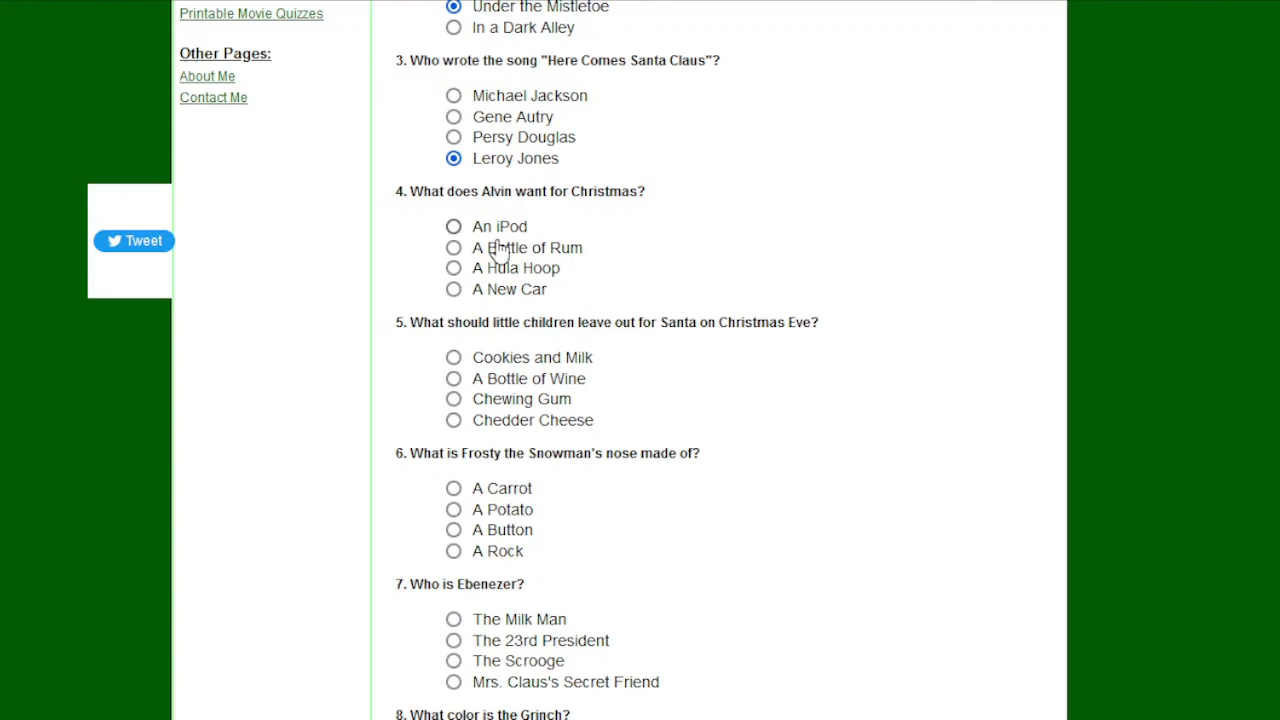 Printable Movie Quizzes
Other Pages:
About Me
Contact Me
Tweet
Under the Mistletoe
In a Dark Alley
3. Who wrote the song "Here Comes Santa Claus"?
Michael Jackson
Gene Autry
Persy Douglas
Leroy Jones
4. What does Alvin want for Christmas?
An iPod
A Bottle of Rum
A Hula Hoop
A New Car
5. What should little children leave out for Santa on Christmas Eve?
Cookies and Milk
A Bottle of Wine
Chewing Gum
Chedder Cheese
6. What is Frosty the Snowman's nose made of?
A Carrot
A Potato
A Button
A Rock
7. Who is Ebenezer?
The Milk Man
The 23rd President
The Scrooge
Mrs. Claus's Secret Friend
8. What color is the Grinch?